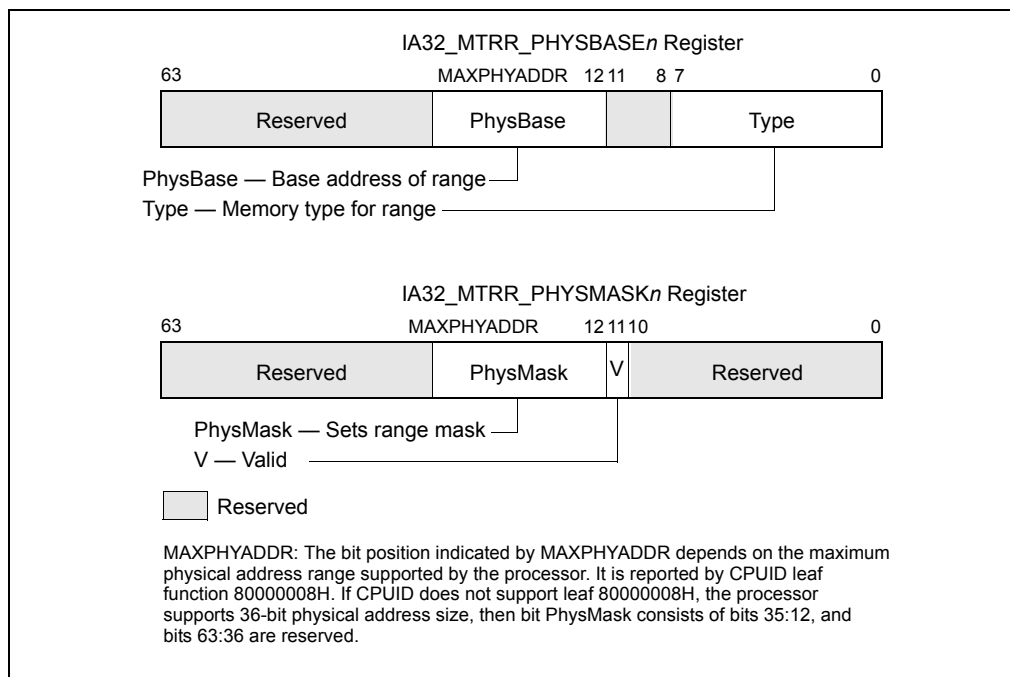 IA32_MTRR_PHYSBASEn Register
63 MAXPHYADDR 12 11 8 7 0
Reserved PhysBase Type
PhysBase — Base address of range
Type — Memory type for range
IA32_MTRR_PHYSMASKn Register
63 MAXPHYADDR 12 11 10 0
Reserved PhysMask V Reserved
PhysMask — Sets range mask
V — Valid
Reserved
MAXPHYADDR: The bit position indicated by MAXPHYADDR depends on the maximum
physical address range supported by the processor. It is reported by CPUID leaf
function 80000008H. If CPUID does not support leaf 80000008H, the processor
supports 36-bit physical address size, then bit PhysMask consists of bits 35:12, and
bits 63:36 are reserved.